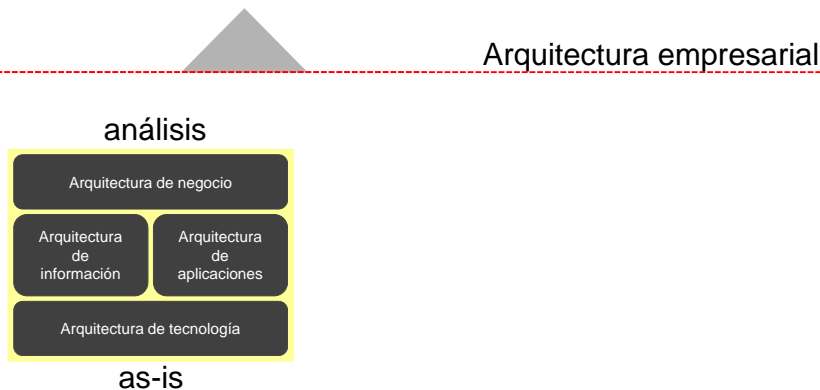 Arquitectura empresarial
análisis
Arquitectura de negocio
Arquitectura
de
información
Arquitectura
de
aplicaciones
Arquitectura de tecnología
as-is